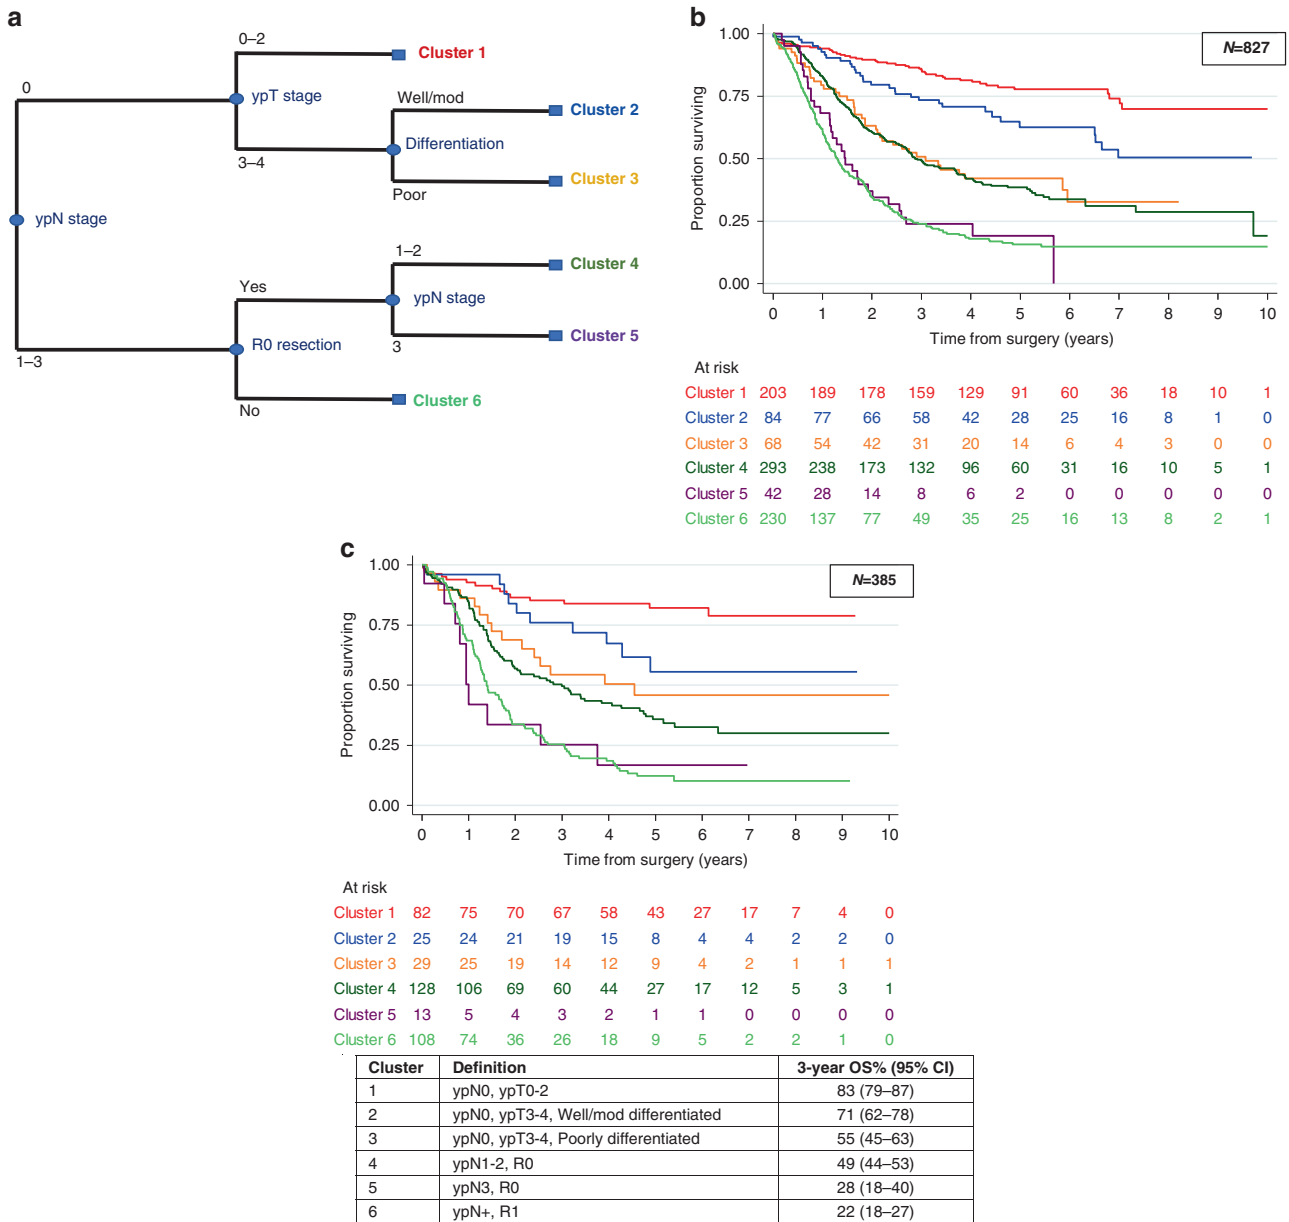 a
0
0–2
Cluster 1
ypT stage
Well/mod
Cluster 2
Differentiation
3–4
Cluster 3
Poor
ypN stage
1–2
Cluster 4
Yes
ypN stage
R0 resection
Cluster 5
3
1–3
Cluster 6
No
b
N=827
Proportion surviving
1.00
0.75
0.50
0.25
0.00
0 1 2 3 4 5 6 7 8 9 10
Time from surgery (years)
At risk
Cluster 1 203 189 178 159 129 91 60 36 18 10 1
Cluster 2 84 77 66 58 42 28 25 16 8 1 0
Cluster 3 68 54 42 31 20 14 6 4 3 0 0
Cluster 4 293 238 173 132 96 60 31 16 10 5 1
Cluster 5 42 28 14 8 6 2 0 0 0 0 0
Cluster 6 230 137 77 49 35 25 16 13 8 2 1
c
N=385
Proportion surviving
1.00
0.75
0.50
0.25
0.00
0 1 2 3 4 5 6 7 8 9 10
Time from surgery (years)
At risk
Cluster 1 82 75 70 67 58 43 27 17 7 4 0
Cluster 2 25 24 21 19 15 8 4 4 2 2 0
Cluster 3 29 25 19 14 12 9 4 2 1 1 1
Cluster 4 128 106 69 60 44 27 17 12 5 3 1
Cluster 5 13 5 4 3 2 1 1 0 0 0 0
Cluster 6 108 74 36 26 18 9 5 2 2 1 0
Cluster Definition 3-year OS% (95% CI)
1 ypN0, ypT0-2 83 (79–87)
2 ypN0, ypT3-4, Well/mod differentiated 71 (62–78)
3 ypN0, ypT3-4, Poorly differentiated 55 (45–63)
4 ypN1-2, R0 49 (44–53)
5 ypN3, R0 28 (18–40)
6 ypN+, R1 22 (18–27)